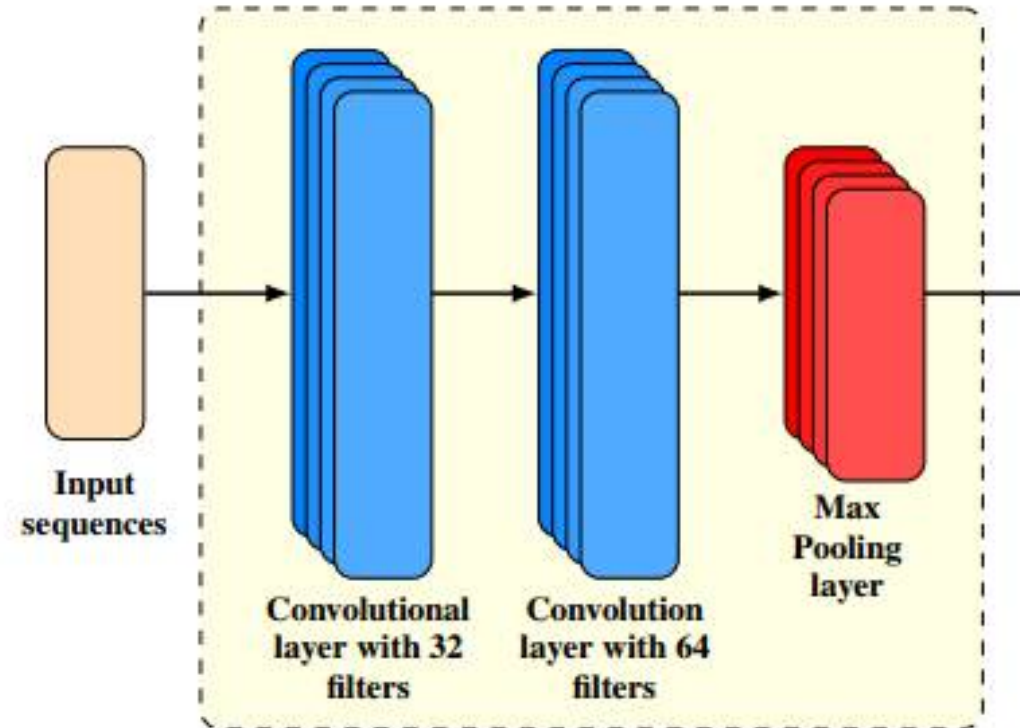 Input
sequences
Convolutional
layer with 32
filters
Convolution
layer with 64
filters
Max
Pooling
layer